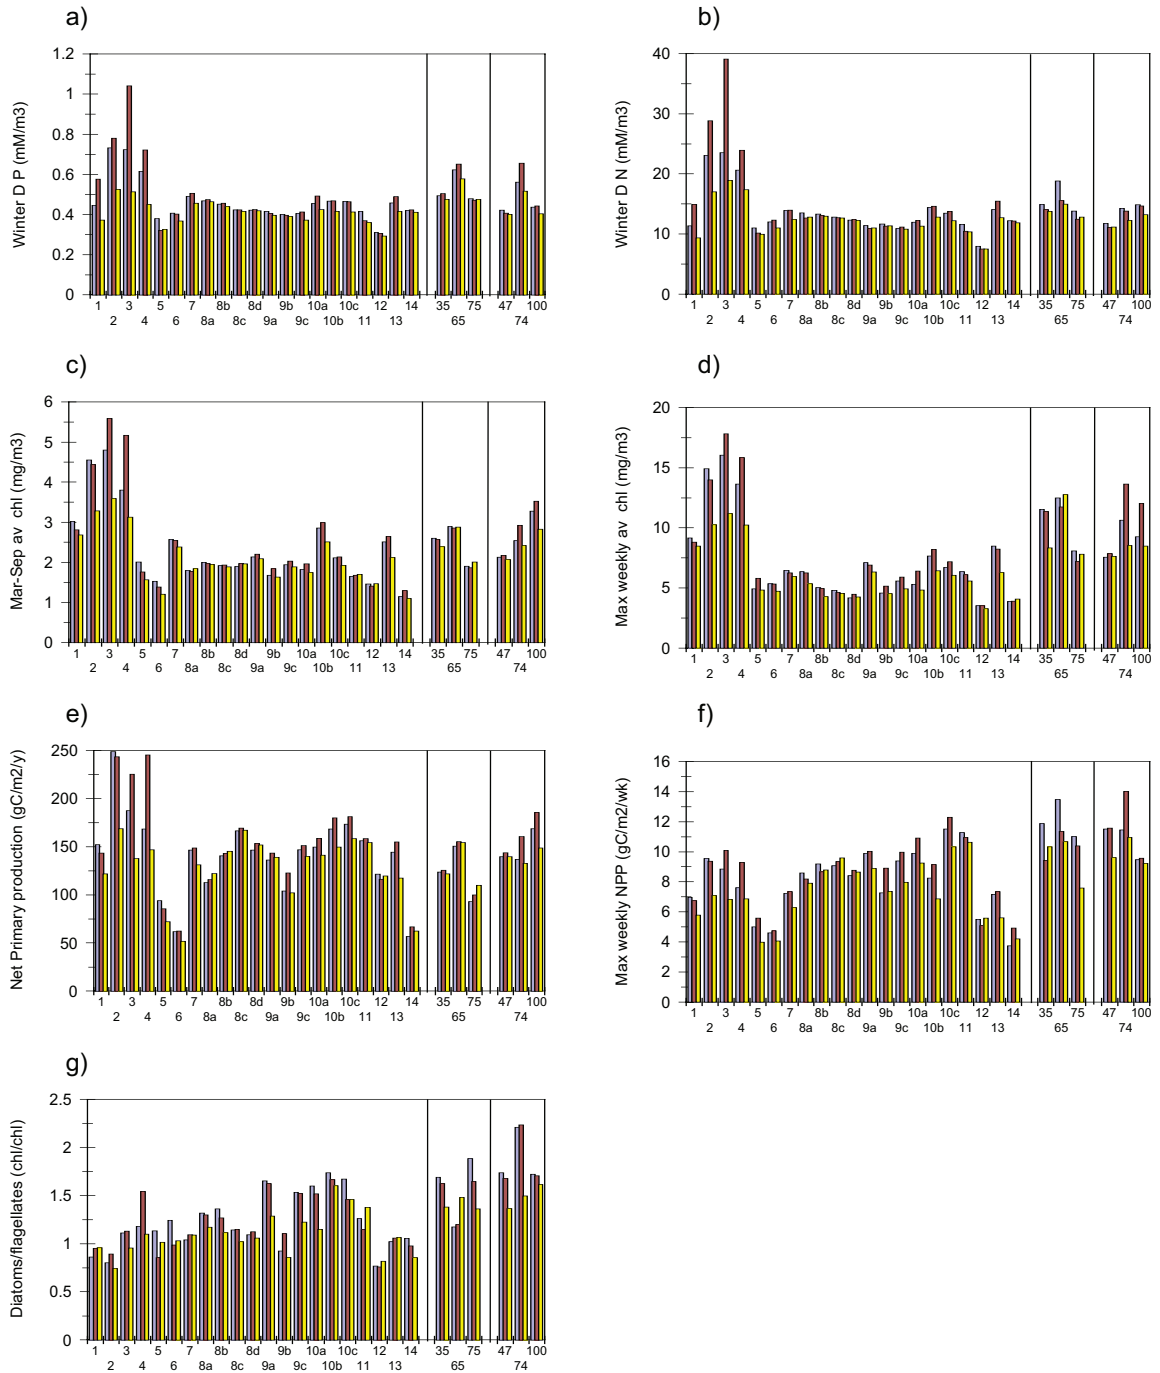 a)
Winter D P (mM/m3)
1.2
1
0.8
0.6
0.4
0.2
0
1 3 5 7 8b 8d 9b 10a 10c 12 14 35 75 47 100
2 4 6 8a 8c 9a 9c 10b 11 13 65 74
b)
Winter D N (mM/m3)
40
30
20
10
0
1 3 5 7 8b 8d 9b 10a 10c 12 14 35 75 47 100
2 4 6 8a 8c 9a 9c 10b 11 13 65 74
c)
Mar-Sep av chl (mg/m3)
6
5
4
3
2
1
0
1 3 5 7 8b 8d 9b 10a 10c 12 14 35 75 47 100
2 4 6 8a 8c 9a 9c 10b 11 13 65 74
d)
Max weekly av chl (mg/m3)
20
15
10
5
0
1 3 5 7 8b 8d 9b 10a 10c 12 14 35 75 47 100
2 4 6 8a 8c 9a 9c 10b 11 13 65 74
e)
Net Primary production (gC/m2/y)
250
200
150
100
50
0
1 3 5 7 8b 8d 9b 10a 10c 12 14 35 75 47 100
2 4 6 8a 8c 9a 9c 10b 11 13 65 74
f)
Max weekly NPP (gC/m2/wk)
16
14
12
10
8
6
4
2
0
1 3 5 7 8b 8d 9b 10a 10c 12 14 35 75 47 100
2 4 6 8a 8c 9a 9c 10b 11 13 65 74
g)
Diatoms/flagellates (chl/chl)
2.5
2
1.5
1
0.5
0
1 3 5 7 8b 8d 9b 10a 10c 12 14 35 75 47 100
2 4 6 8a 8c 9a 9c 10b 11 13 65 74